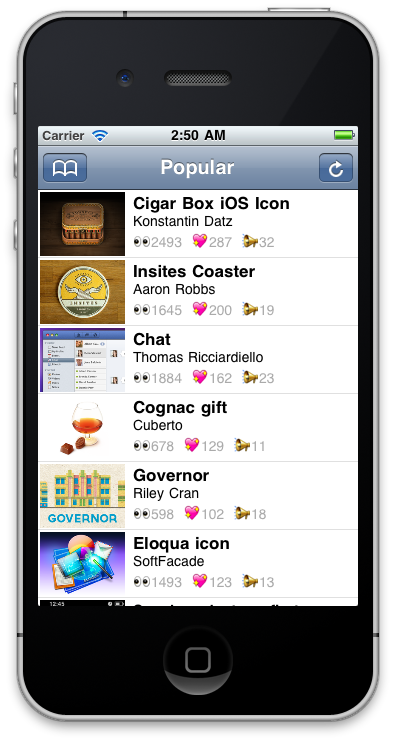 Carrier 2:50 AM
Popular
Cigar Box iOS Icon
Konstantin Datz
👀2493 💖287 📣32
Insites Coaster
Aaron Robbs
👀1645 💖200 📣19
INSITES
Chat
Thomas Ricciardiello
👀1884 💖162 📣23
Cognac gift
Cuberto
👀678 💖129 📣11
Governor
Riley Cran
👀598 💖102 📣18
GOVERNOR
Eloqua icon
SoftFacade
👀1493 💖123 📣13
12:45